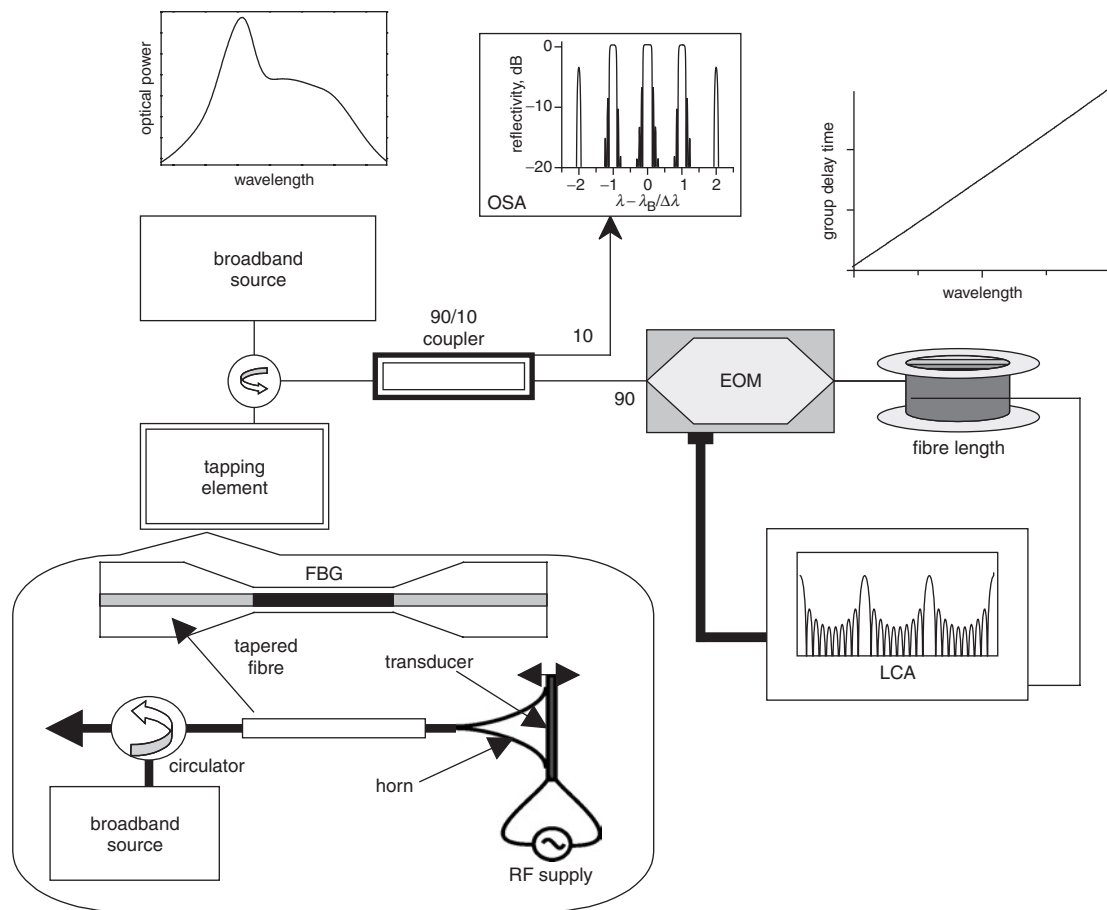 optical power
wavelength
reflectivity, dB
0
−10
−20
−2 −1 0 1 2
λ – λB/Δλ
OSA
group delay time
wavelength
broadband
source
90/10
coupler
10
90
EOM
fibre length
tapping
element
LCA
FBG
tapered
fibre
transducer
circulator
horn
broadband
source
RF supply